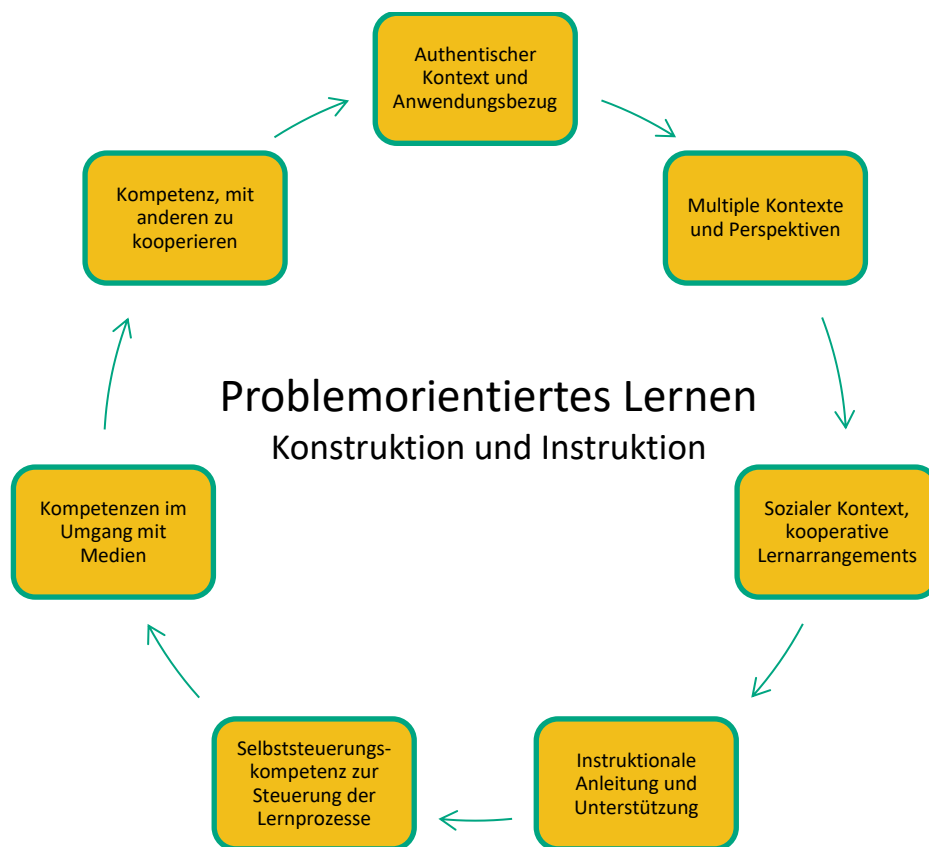 Authentischer
Kontext und
Anwendungsbezug
Multiple Kontexte
und Perspektiven
Sozialer Kontext,
kooperative
Lernarrangements
Instruktionale
Anleitung und
Unterstützung
Selbststeuerungs-
kompetenz zur
Steuerung der
Lernprozesse
Kompetenzen im
Umgang mit
Medien
Kompetenz, mit
anderen zu
kooperieren
Problemorientiertes Lernen
Konstruktion und Instruktion